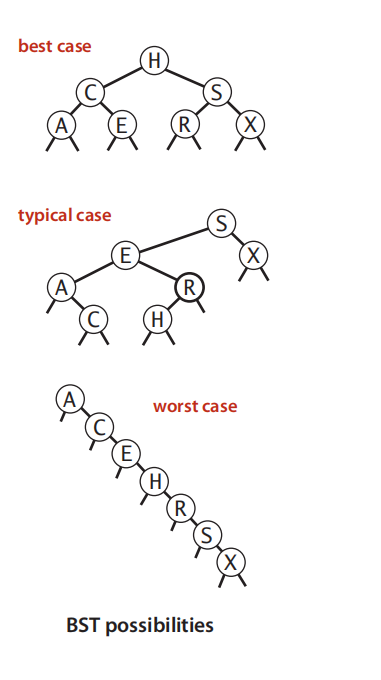 best case
H
C S
A E R X
typical case
S
E X
A R
C H
worst case
A
C
E
H
R
S
X
BST possibilities